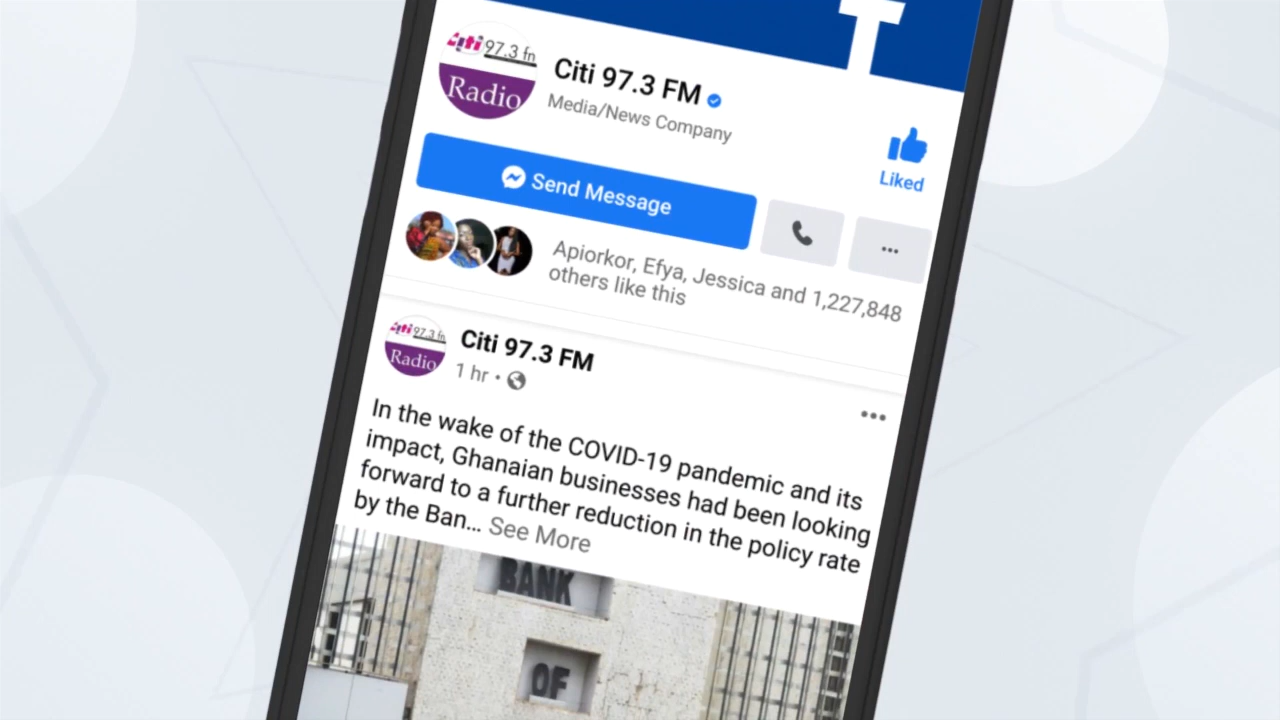 citi 97.3 fm
Radio
Citi 97.3 FM
Media/News Company
Liked
Send Message
Apiorkor, Efya, Jessica and 1,227,848
others like this
citi 97.3 fm
Radio
Citi 97.3 FM
1 hr •
In the wake of the COVID-19 pandemic and its
impact, Ghanaian businesses had been looking
forward to a further reduction in the policy rate
by the Ban... See More
BANK
OF